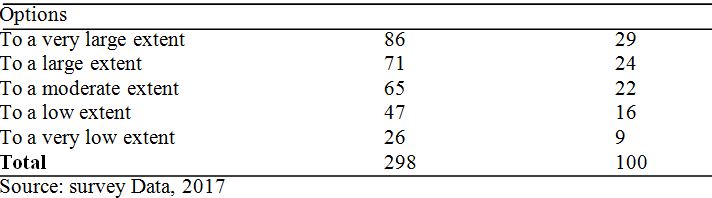 Options
To a very large extent 86 29
To a large extent 71 24
To a moderate extent 65 22
To a low extent 47 16
To a very low extent 26 9
Total 298 100
Source: survey Data, 2017